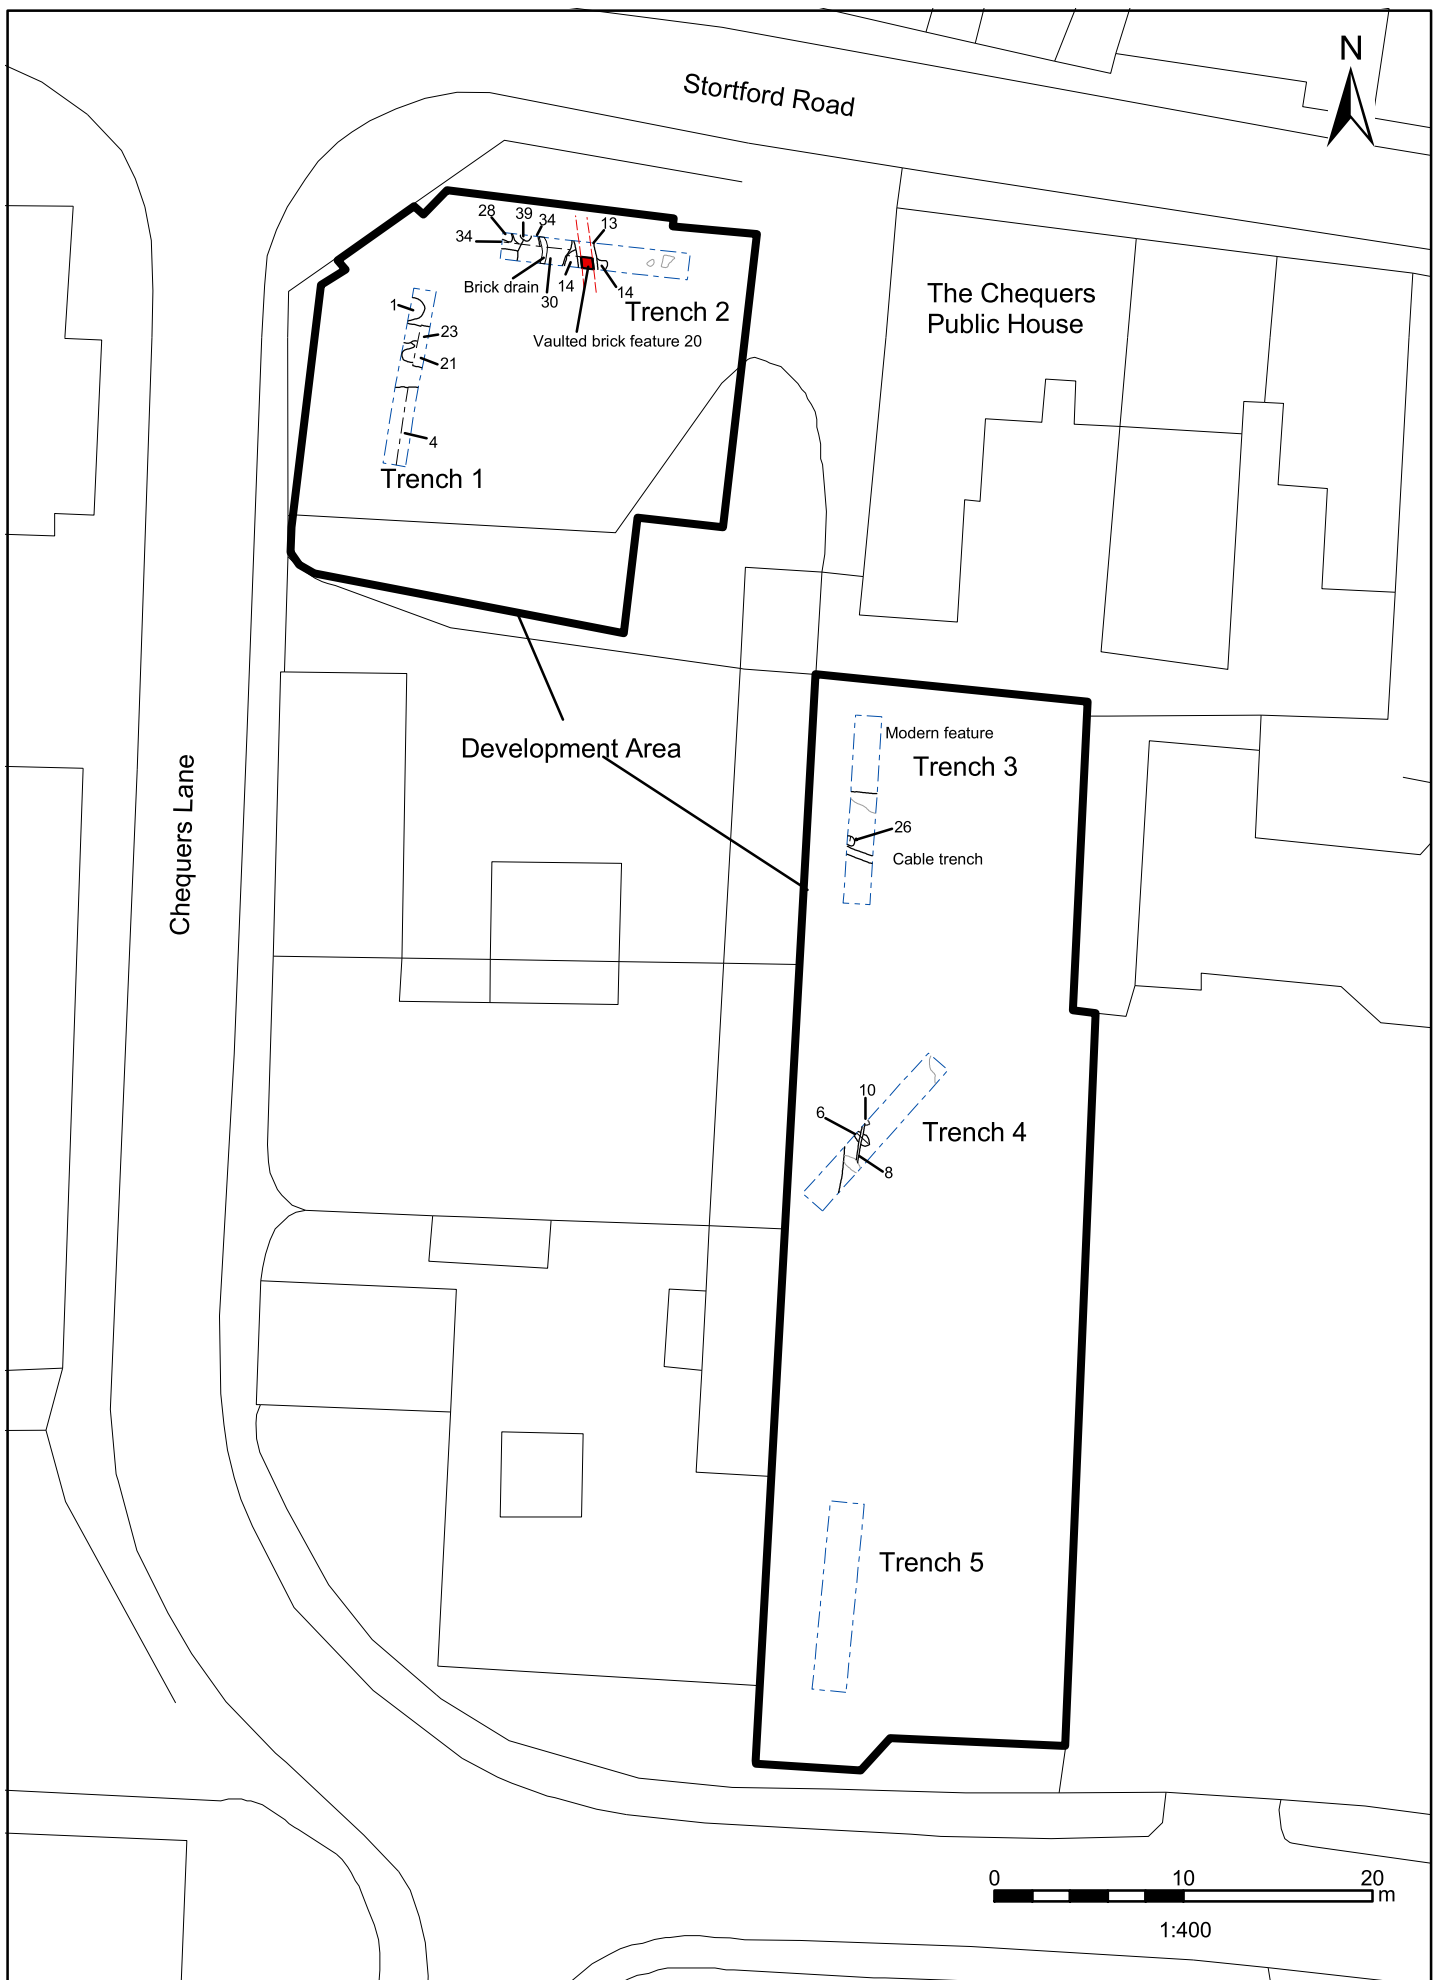 N
Stortford Road
28
39
34
13
34
Brick drain
30
14
14
Trench 2
Vaulted brick feature 20
The Chequers
Public House
1
23
21
4
Trench 1
Development Area
Chequers Lane
Modern feature
Trench 3
26
Cable trench
10
6
Trench 4
8
Trench 5
0 10 20
m
1:400